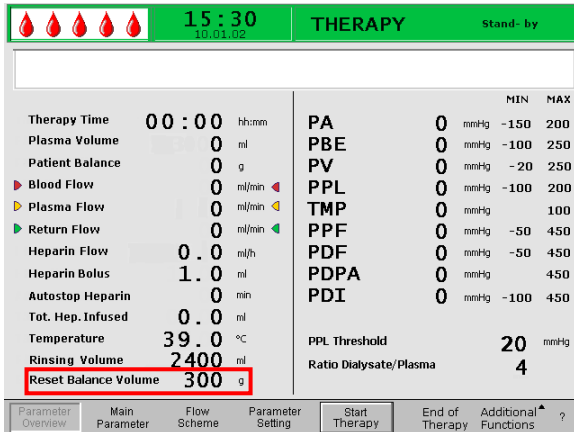 15:30 THERAPY Stand- by
10.01.02
MIN MAX
Therapy Time 00:00 hh:mm
Plasma Volume 0 ml
Patient Balance 0 g
Blood Flow 0 ml/min
Plasma Flow 0 ml/min
Return Flow 0 ml/min
Heparin Flow 0.0 ml/h
Heparin Bolus 1.0 ml
Autostop Heparin 0 min
Tot. Hep. Infused 0.0 ml
Temperature 39.0 °C
Rinsing Volume 2400 ml
Reset Balance Volume 300 g
PA 0 mmHg -150 200
PBE 0 mmHg -100 250
PV 0 mmHg -20 250
PPL 0 mmHg -100 200
TMP 0 mmHg 100
PPF 0 mmHg -50 450
PDF 0 mmHg -50 450
PDPA 0 mmHg 450
PDI 0 mmHg -100 450
PPL Threshold 20 mmHg
Ratio Dialysate/Plasma 4
Parameter Overview
Main Parameter
Flow Scheme
Parameter Setting
Start Therapy
End of Therapy
Additional Functions
?